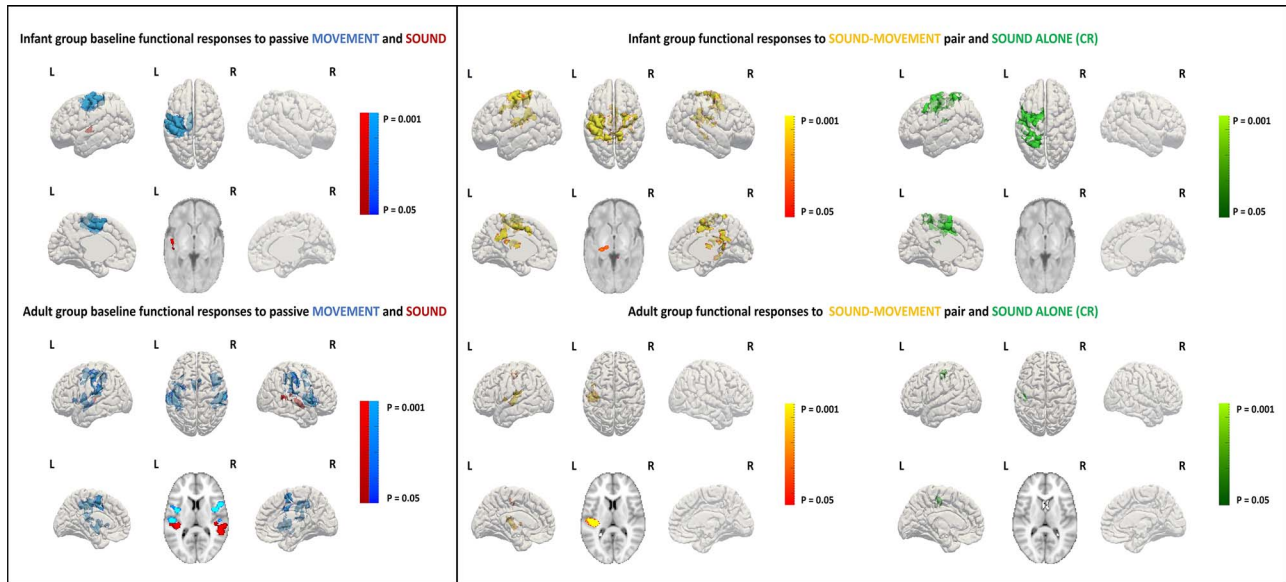 Infant group baseline functional responses to passive MOVEMENT and SOUND
L L R R
P = 0.001
L L R R
P = 0.05
Adult group baseline functional responses to passive MOVEMENT and SOUND
L L R R
P = 0.001
L L R R
P = 0.05
Infant group functional responses to SOUND-MOVEMENT pair and SOUND ALONE (CR)
L L R R L L R R
P = 0.001 P = 0.001
L L R R L L R R
P = 0.05 P = 0.05
Adult group functional responses to SOUND-MOVEMENT pair and SOUND ALONE (CR)
L L R R L L R R
P = 0.001 P = 0.001
L L R R L L R R
P = 0.05 P = 0.05